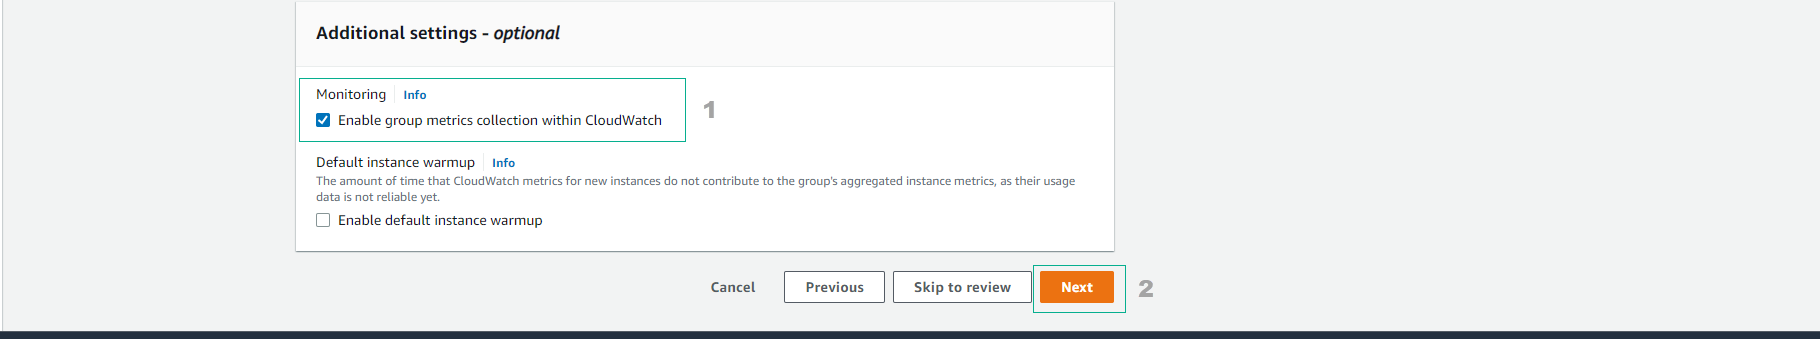 Additional settings - optional
Monitoring Info
1
Enable group metrics collection within CloudWatch
Default instance warmup Info
The amount of time that CloudWatch metrics for new instances do not contribute to the group's aggregated instance metrics, as their usage
data is not reliable yet.
Enable default instance warmup
Cancel Previous Skip to review Next 2